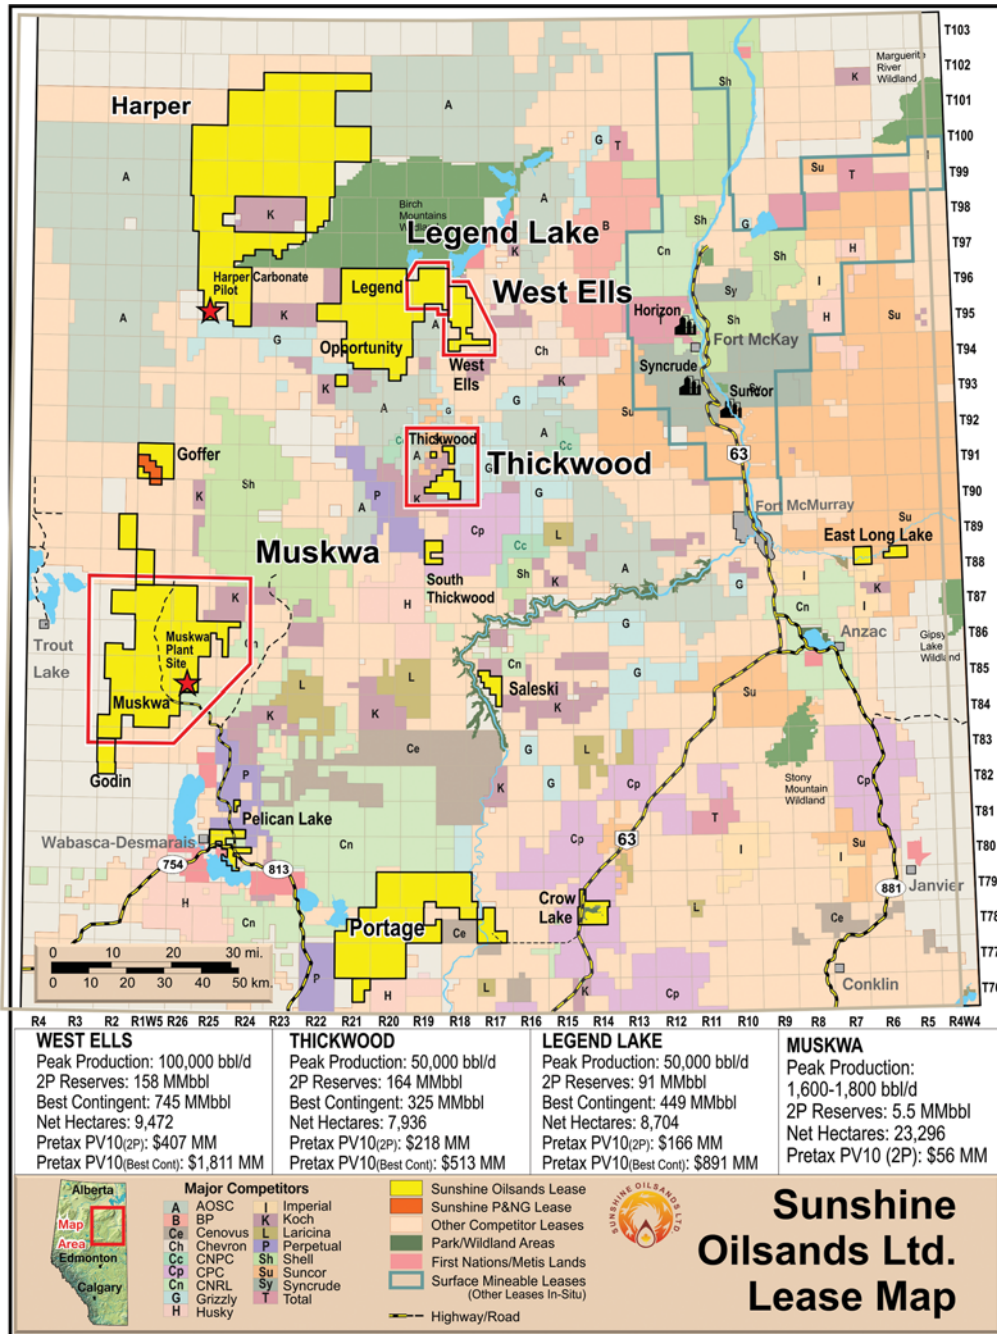 T103
T102
T101
T100
T99
T98
T97
T96
T95
T94
T93
T92
T91
T90
T89
T88
T87
T86
T85
T84
T83
T82
T81
T80
T79
T78
T77
T76
Harper
Marguerite
River
Wildland
Birch
Mountains
Legend Lake
Harper Carbonate
Pilot
Legend
West Ells
Opportunity
West
Ells
Horizon
Fort McKay
Syncrude
Suncor
Thickwood
Thickwood
63
Goffer
Fort McMurray
East Long Lake
Muskwa
South
Thickwood
Trout
Lake
Muskwa
Plant
Site
Muskwa
Anzac
Gipsy
Lake
Wildland
Saleski
Godin
Stony
Mountain
Wildland
Pelican Lake
Wabasca-Desmarais
754
813
63
Crow
Lake
881
Janvier
Portage
Conklin
0 10 20 30 mi.
0 10 20 30 40 50 km.
R4 R3 R2 R1W5 R26 R25 R24 R23 R22 R21 R20 R19 R18 R17 R16 R15 R14 R13 R12 R11 R10 R9 R8 R7 R6 R5 R4W4
WEST ELLS
Peak Production: 100,000 bbl/d
2P Reserves: 158 MMbbl
Best Contingent: 745 MMbbl
Net Hectares: 9,472
Pretax PV10(2P): $407 MM
Pretax PV10(Best Cont): $1,811 MM
THICKWOOD
Peak Production: 50,000 bbl/d
2P Reserves: 164 MMbbl
Best Contingent: 325 MMbbl
Net Hectares: 7,936
Pretax PV10(2P): $218 MM
Pretax PV10(Best Cont): $513 MM
LEGEND LAKE
Peak Production: 50,000 bbl/d
2P Reserves: 91 MMbbl
Best Contingent: 449 MMbbl
Net Hectares: 8,704
Pretax PV10(2P): $166 MM
Pretax PV10(Best Cont): $891 MM
MUSKWA
Peak Production:
1,600-1,800 bbl/d
2P Reserves: 5.5 MMbbl
Net Hectares: 23,296
Pretax PV10 (2P): $56 MM
Alberta
Map
Area
Edmonton
Calgary
Major Competitors
A AOSC
B BP
Ce Cenovus
Ch Chevron
Cc CNPC
Cp CPC
Cn CNRL
G Grizzly
H Husky
I Imperial
K Koch
L Laricina
P Perpetual
Sh Shell
Su Suncor
Sy Syncrude
T Total
Sunshine Oilsands Lease
Sunshine P&NG Lease
Other Competitor Leases
Park/Wildland Areas
First Nations/Metis Lands
Surface Mineable Leases
(Other Leases In-Situ)
Highway/Road
SUNSHINE OILSANDS LTD.
Sunshine
Oilsands Ltd.
Lease Map